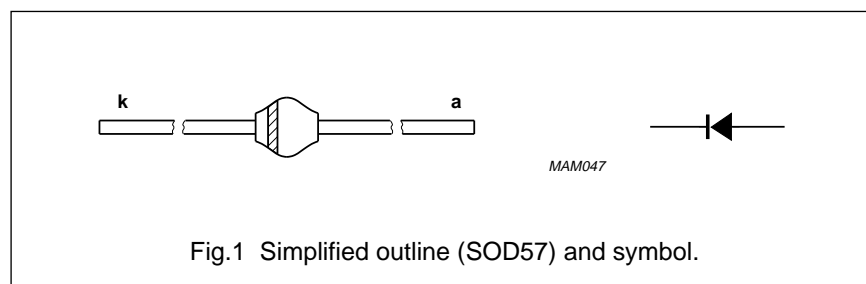 k
a
MAM047
Fig.1 Simplified outline (SOD57) and symbol.